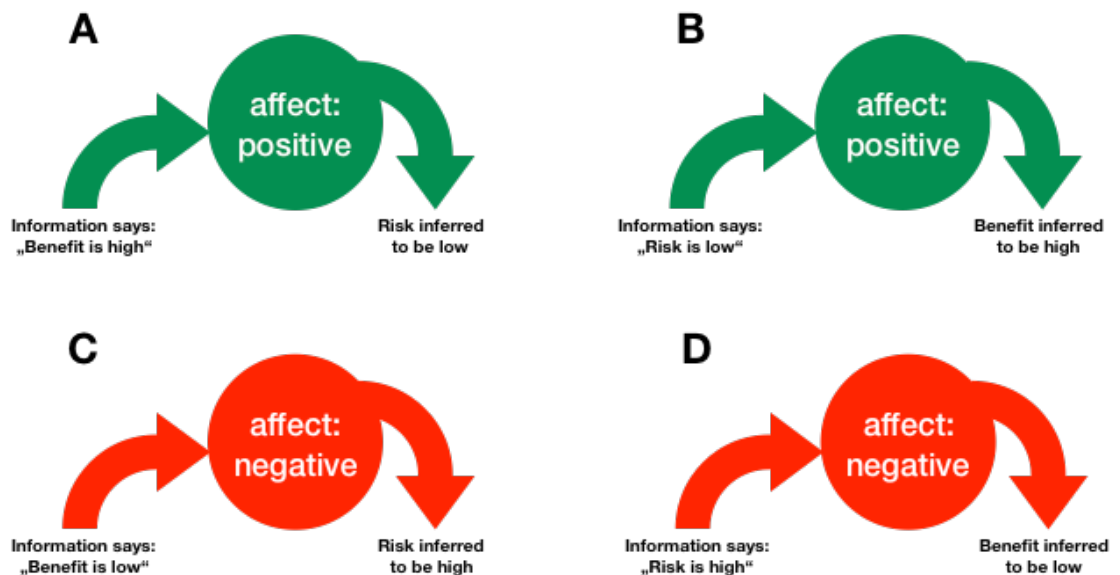 A
affect:
positive
Information says:
„Benefit is high“
Risk inferred
to be low
B
affect:
positive
Information says:
„Risk is low“
Benefit inferred
to be high
C
affect:
negative
Information says:
„Benefit is low“
Risk inferred
to be high
D
affect:
negative
Information says:
„Risk is high“
Benefit inferred
to be low